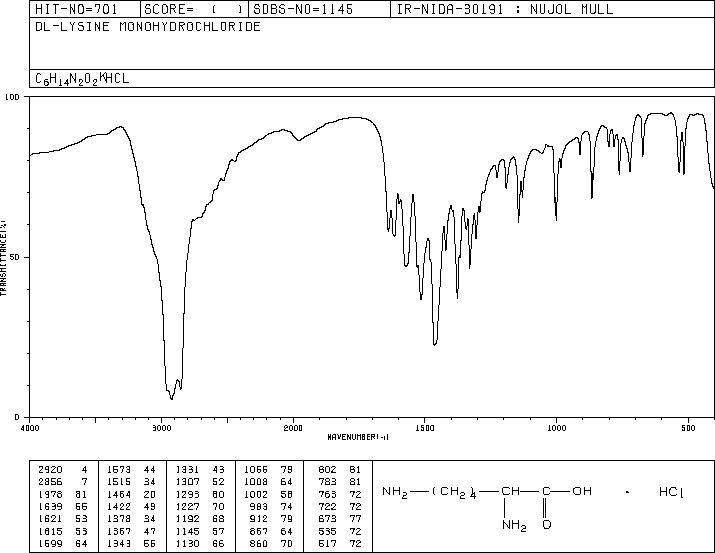 HIT-NO=701 SCORE= ( ) SDBS-NO=1145 IR-NIDA-30191 : NUJOL MULL
DL-LYSINE MONOHYDROCHLORIDE
C6H14N2O2*HCL
100
50
0
TRANSMITTANCE(%)
4000 3000 2000 1500 1000 500
WAVENUMBER(-1)
2920 4 1573 44 1331 43 1066 79 802 81
2856 7 1515 34 1307 52 1008 64 783 81
1978 81 1464 20 1293 60 1002 58 763 72
1639 55 1422 49 1227 70 983 74 722 72
1621 53 1378 34 1192 68 912 79 673 77
1615 53 1367 47 1145 57 867 64 535 72
1599 64 1343 56 1130 66 860 70 517 72
NH2—(CH2)4—CH—C—OH · HCl
NH2 O